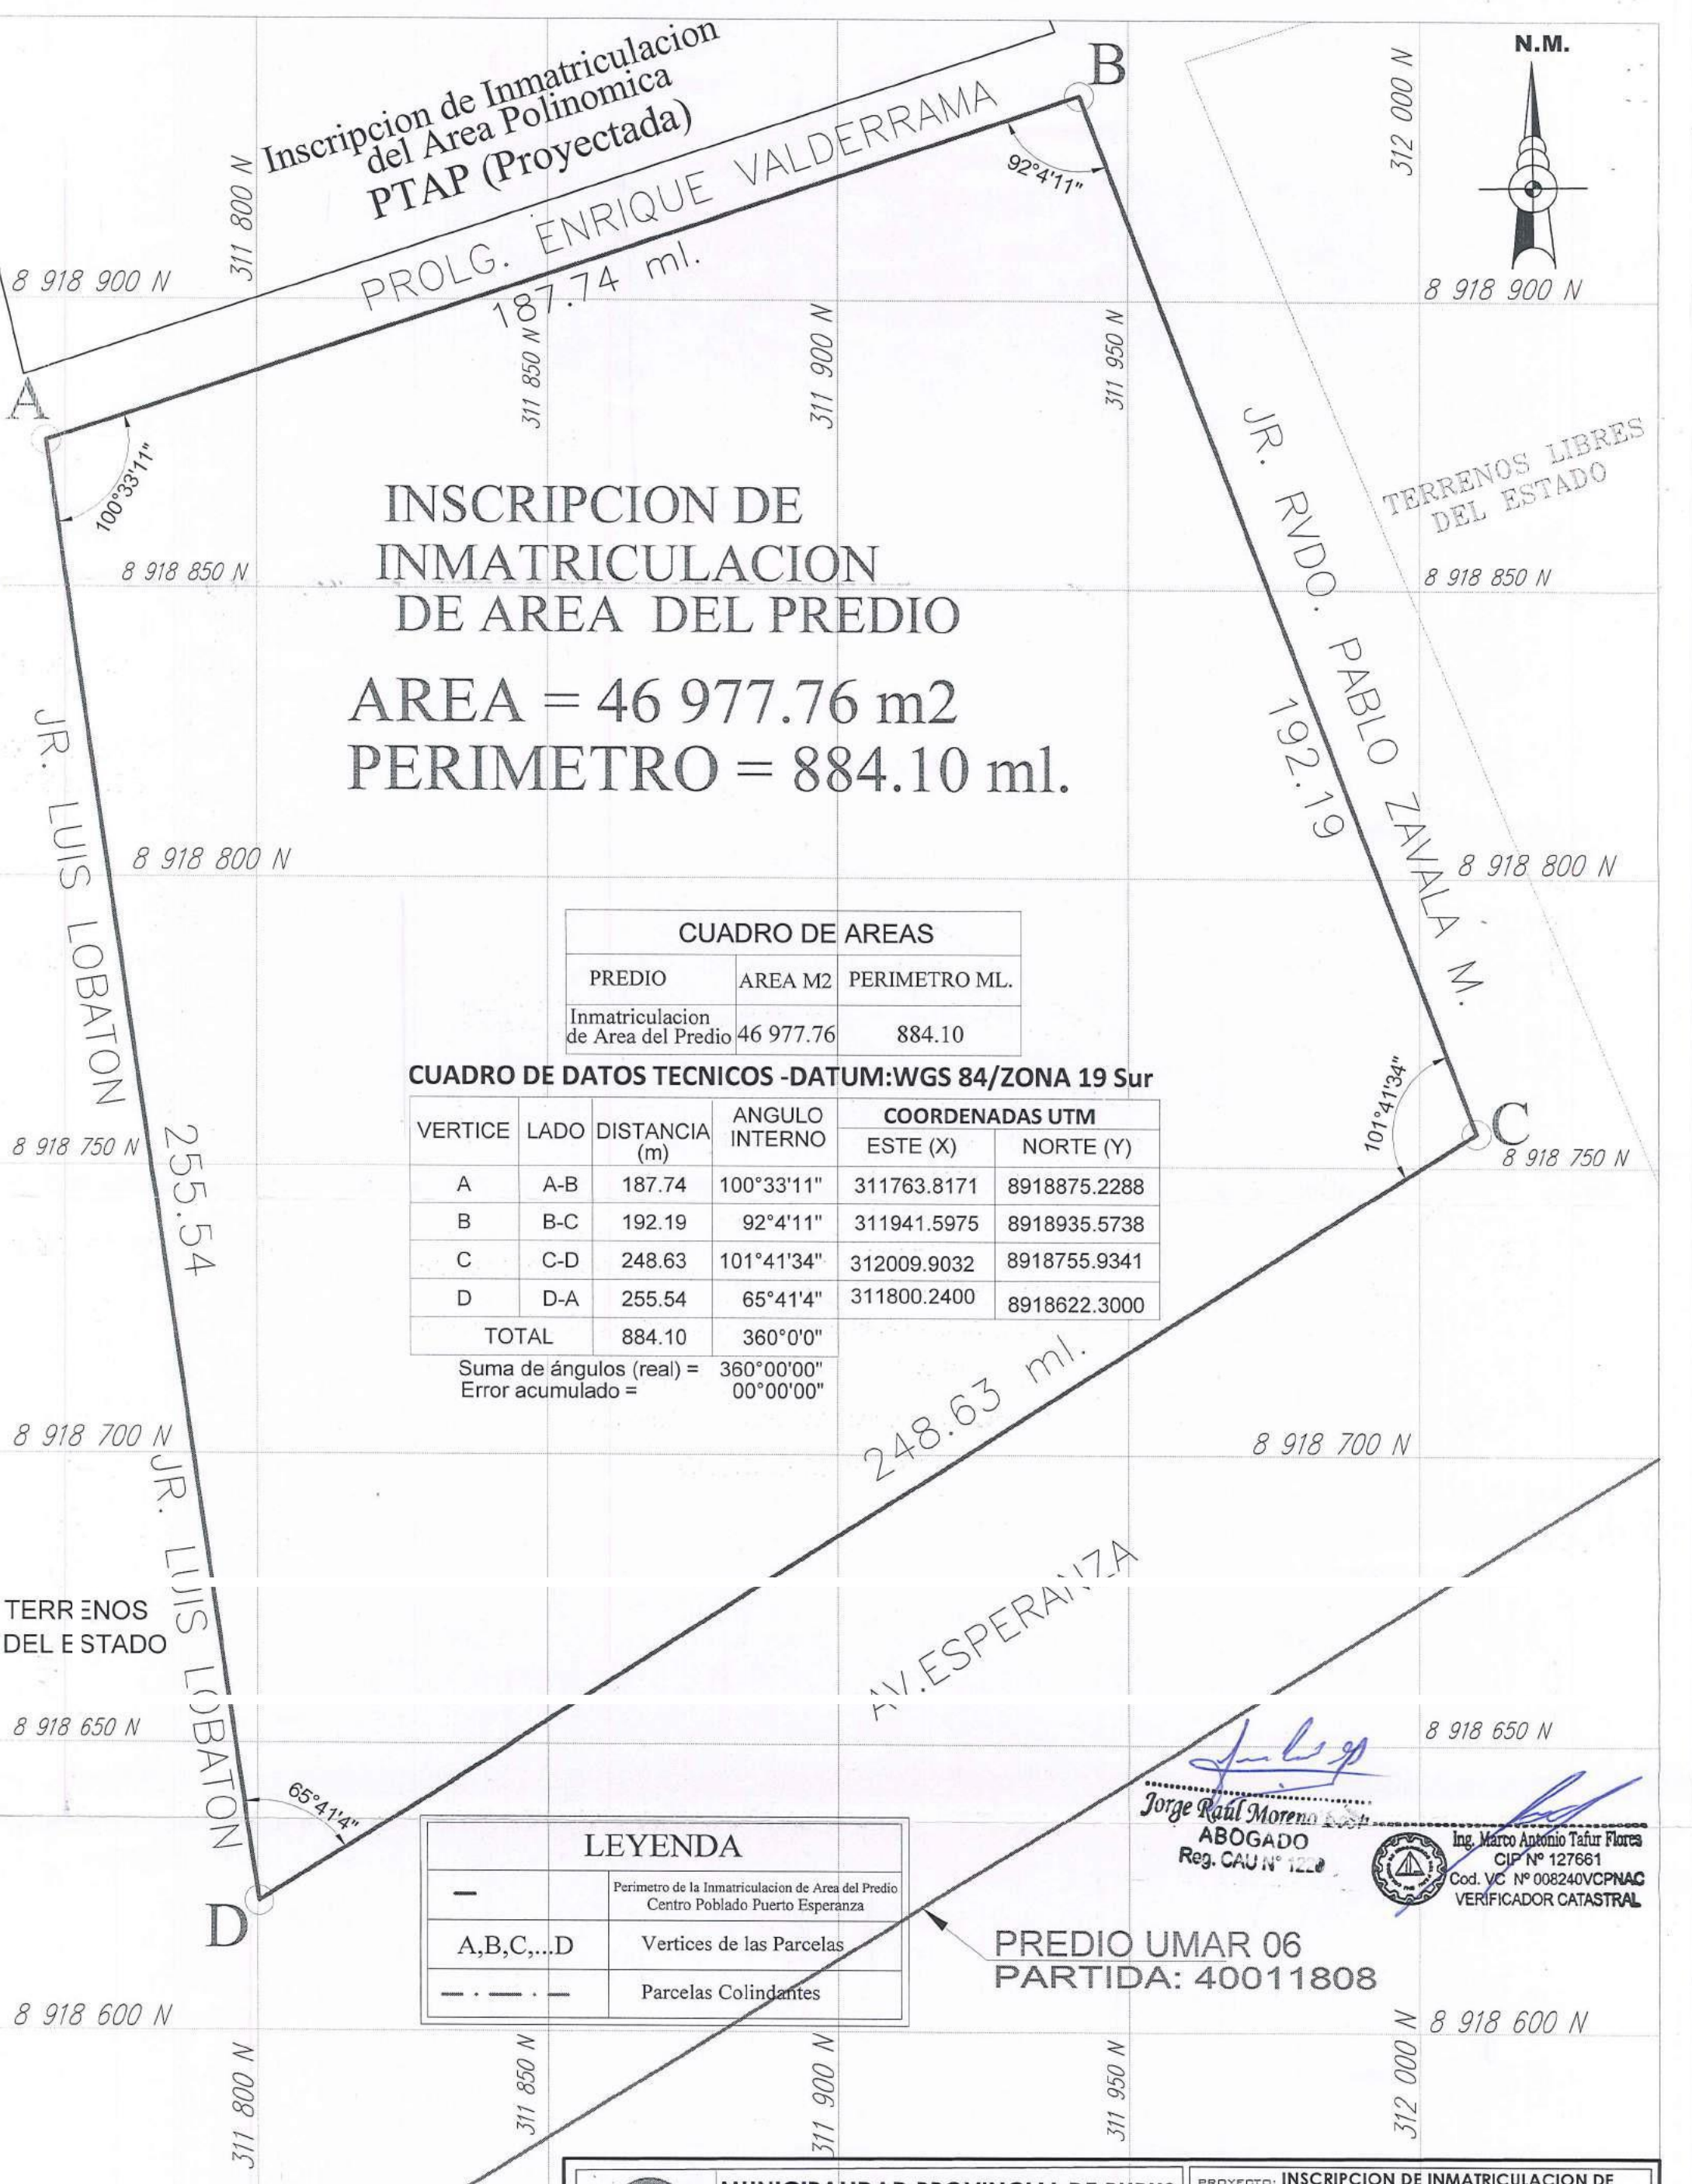 Inscripcion de Inmatriculacion
del Area Polinomica
PTAP (Proyectada)
B
N.M.
312 000 N
311 800 N
PROLG. ENRIQUE VALDERRAMA
92°4'11"
8 918 900 N
8 918 900 N
187.74 ml.
311 850 N
311 900 N
311 950 N
A
100°33'11"
JR. RVDO. PABLO ZAVALA M.
TERRENOS LIBRES
DEL ESTADO
INSCRIPCION DE
INMATRICULACION
DE AREA DEL PREDIO
8 918 850 N
8 918 850 N
AREA = 46 977.76 m2
PERIMETRO = 884.10 ml.
192.19
JR. LUIS LOBATON
8 918 800 N
8 918 800 N
CUADRO DE AREAS
PREDIO AREA M2 PERIMETRO ML.
Inmatriculacion
de Area del Predio 46 977.76 884.10
CUADRO DE DATOS TECNICOS -DATUM:WGS 84/ZONA 19 Sur
VERTICE LADO DISTANCIA (m) ANGULO INTERNO COORDENADAS UTM
ESTE (X) NORTE (Y)
A A-B 187.74 100°33'11" 311763.8171 8918875.2288
B B-C 192.19 92°4'11" 311941.5975 8918935.5738
C C-D 248.63 101°41'34" 312009.9032 8918755.9341
D D-A 255.54 65°41'4" 311800.2400 8918622.3000
TOTAL 884.10 360°0'0"
Suma de ángulos (real) = 360°00'00"
Error acumulado = 00°00'00"
101°41'34"
C
8 918 750 N
8 918 750 N
255.54
248.63 ml.
8 918 700 N
8 918 700 N
JR. LUIS LOBATON
AV.ESPERANZA
TERRENOS
DEL ESTADO
8 918 650 N
8 918 650 N
65°41'4"
D
LEYENDA
Perimetro de la Inmatriculacion de Area del Predio
Centro Poblado Puerto Esperanza
A,B,C,...D Vertices de las Parcelas
Parcelas Colindantes
Jorge Raúl Moreno
ABOGADO
Reg. CAU N°
Ing. Marco Antonio Tafur Flores
CIP Nº 127661
Cod. VC Nº 008240VCPNAC
VERIFICADOR CATASTRAL
PREDIO UMAR 06
PARTIDA: 40011808
8 918 600 N
8 918 600 N
311 800 N
311 850 N
311 900 N
311 950 N
312 000 N
MUNICIPALIDAD PROVINCIAL DE PURUS
PROYECTO: INSCRIPCION DE INMATRICULACION DE